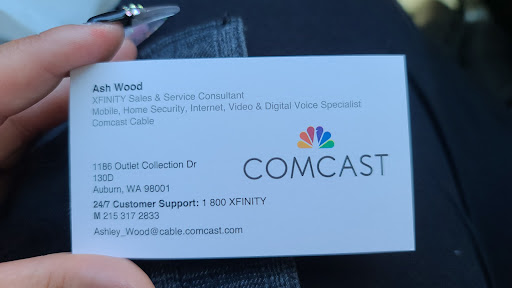 Ash Wood
XFINITY Sales & Service Consultant
Mobile, Home Security, Internet, Video & Digital Voice Specialist
Comcast Cable
COMCAST
1186 Outlet Collection Dr
130D
Auburn, WA 98001
24/7 Customer Support: 1 800 XFINITY
M 215 317 2833
Ashley_Wood@cable.comcast.com